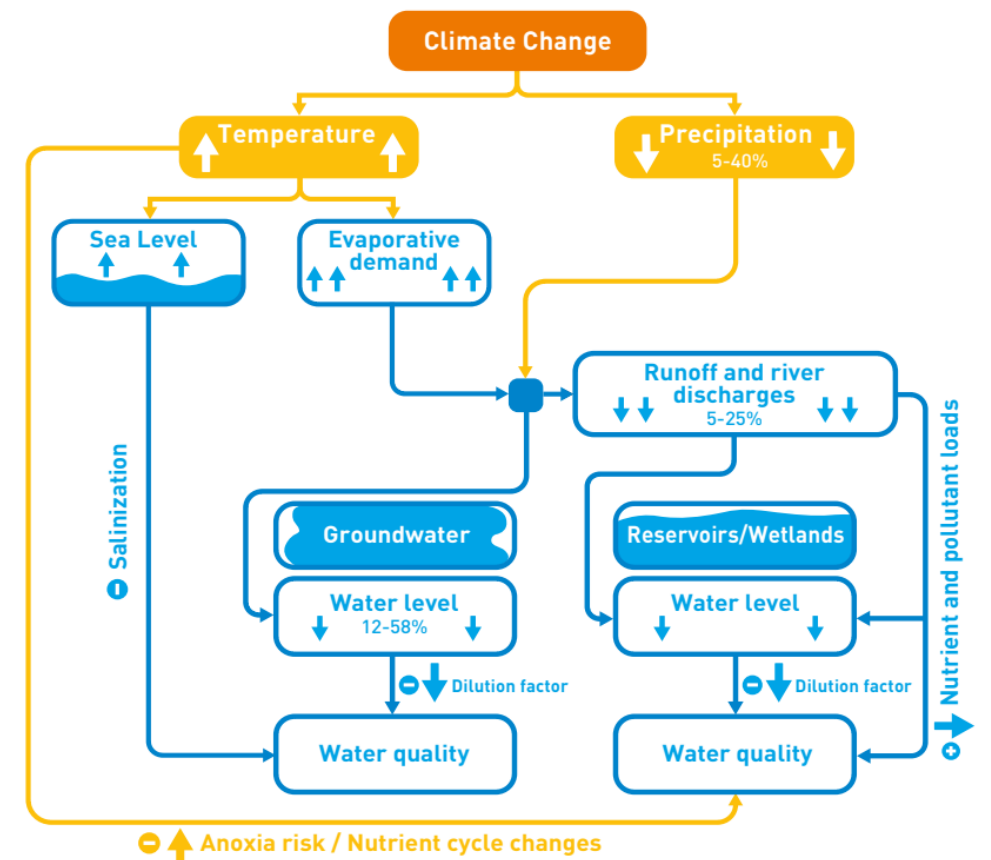 Climate Change
Temperature
Precipitation
5-40%
Sea Level
Evaporative
demand
Runoff and river
discharges
5-25%
Salinization
Nutrient and pollutant loads
Groundwater
Reservoirs/Wetlands
Water level
12-58%
Water level
Dilution factor
Dilution factor
Water quality
Water quality
Anoxia risk / Nutrient cycle changes